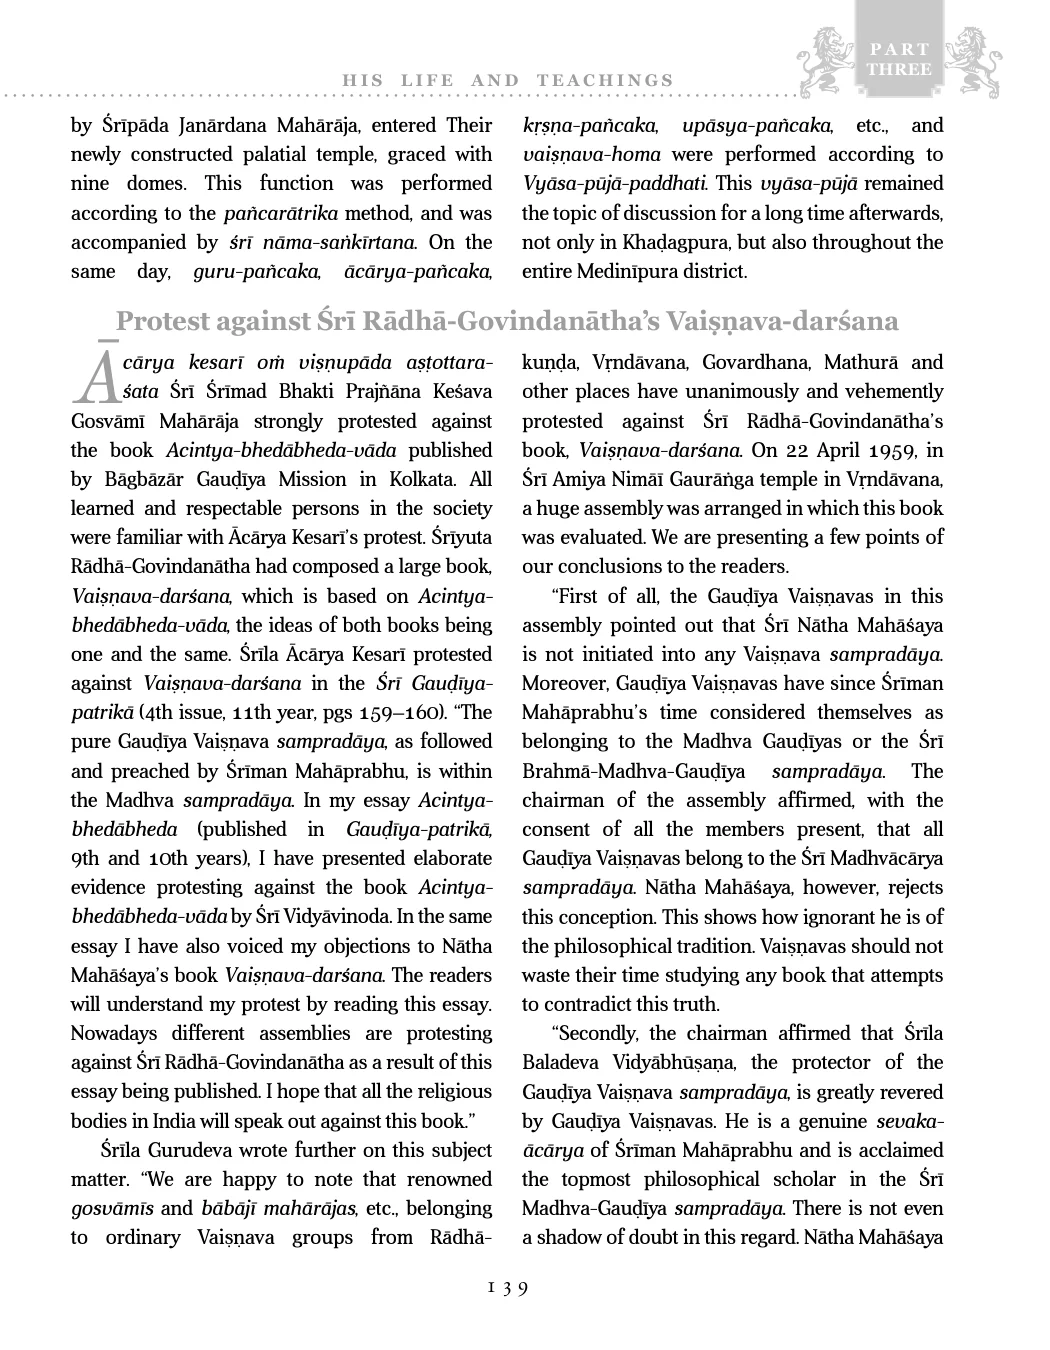 PART
THREE
HIS LIFE AND TEACHINGS
by Śrīpāda Janārdana Mahārāja, entered Their
newly constructed palatial temple, graced with
nine domes. This function was performed
according to the pañcarātrika method, and was
accompanied by śrī nāma-saṅkīrtana. On the
same day, guru-pañcaka, ācārya-pañcaka,
kṛṣṇa-pañcaka, upāsya-pañcaka, etc., and
vaiṣṇava-homa were performed according to
Vyāsa-pūjā-paddhati. This vyāsa-pūjā remained
the topic of discussion for a long time afterwards,
not only in Khaḍagpura, but also throughout the
entire Medinīpura district.
Protest against Śrī Rādhā-Govindanātha’s Vaiṣṇava-darśana
Ācārya kesarī oṁ viṣṇupāda aṣṭottara-
śata Śrī Śrīmad Bhakti Prajñāna Keśava
Gosvāmī Mahārāja strongly protested against
the book Acintya-bhedābheda-vāda published
by Bāgbāzār Gauḍīya Mission in Kolkata. All
learned and respectable persons in the society
were familiar with Ācārya Kesarī’s protest. Śrīyuta
Rādhā-Govindanātha had composed a large book,
Vaiṣṇava-darśana, which is based on Acintya-
bhedābheda-vāda, the ideas of both books being
one and the same. Śrīla Ācārya Kesarī protested
against Vaiṣṇava-darśana in the Śrī Gauḍīya-
patrikā (4th issue, 11th year, pgs 159–160). “The
pure Gauḍīya Vaiṣṇava sampradāya, as followed
and preached by Śrīman Mahāprabhu, is within
the Madhva sampradāya. In my essay Acintya-
bhedābheda (published in Gauḍīya-patrikā,
9th and 10th years), I have presented elaborate
evidence protesting against the book Acintya-
bhedābheda-vāda by Śrī Vidyāvinoda. In the same
essay I have also voiced my objections to Nātha
Mahāśaya’s book Vaiṣṇava-darśana. The readers
will understand my protest by reading this essay.
Nowadays different assemblies are protesting
against Śrī Rādhā-Govindanātha as a result of this
essay being published. I hope that all the religious
bodies in India will speak out against this book.”
Śrīla Gurudeva wrote further on this subject
matter. “We are happy to note that renowned
gosvāmīs and bābājī mahārājas, etc., belonging
to ordinary Vaiṣṇava groups from Rādhā-
kuṇḍa, Vṛndāvana, Govardhana, Mathurā and
other places have unanimously and vehemently
protested against Śrī Rādhā-Govindanātha’s
book, Vaiṣṇava-darśana. On 22 April 1959, in
Śrī Amiya Nimāī Gaurāṅga temple in Vṛndāvana,
a huge assembly was arranged in which this book
was evaluated. We are presenting a few points of
our conclusions to the readers.
“First of all, the Gauḍīya Vaiṣṇavas in this
assembly pointed out that Śrī Nātha Mahāśaya
is not initiated into any Vaiṣṇava sampradāya.
Moreover, Gauḍīya Vaiṣṇavas have since Śrīman
Mahāprabhu’s time considered themselves as
belonging to the Madhva Gauḍīyas or the Śrī
Brahmā-Madhva-Gauḍīya sampradāya. The
chairman of the assembly affirmed, with the
consent of all the members present, that all
Gauḍīya Vaiṣṇavas belong to the Śrī Madhvācārya
sampradāya. Nātha Mahāśaya, however, rejects
this conception. This shows how ignorant he is of
the philosophical tradition. Vaiṣṇavas should not
waste their time studying any book that attempts
to contradict this truth.
“Secondly, the chairman affirmed that Śrīla
Baladeva Vidyābhūṣaṇa, the protector of the
Gauḍīya Vaiṣṇava sampradāya, is greatly revered
by Gauḍīya Vaiṣṇavas. He is a genuine sevaka-
ācārya of Śrīman Mahāprabhu and is acclaimed
the topmost philosophical scholar in the Śrī
Madhva-Gauḍīya sampradāya. There is not even
a shadow of doubt in this regard. Nātha Mahāśaya
139